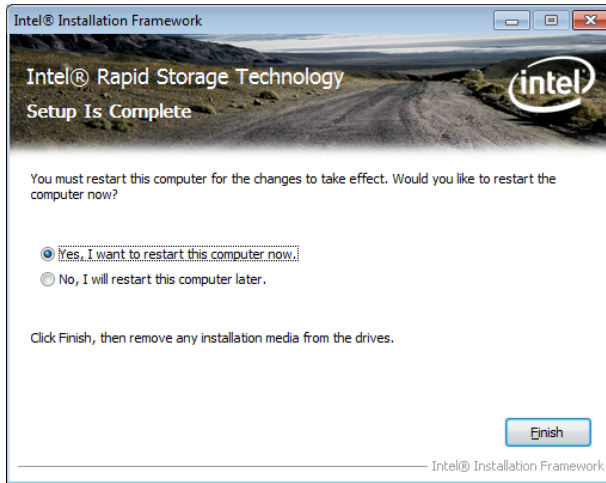 Intel® Installation Framework
Intel® Rapid Storage Technology
(intel)
Setup Is Complete
You must restart this computer for the changes to take effect. Would you like to restart the
computer now?
Yes, I want to restart this computer now.
No, I will restart this computer later.
Click Finish, then remove any installation media from the drives.
Finish
Intel® Installation Framework